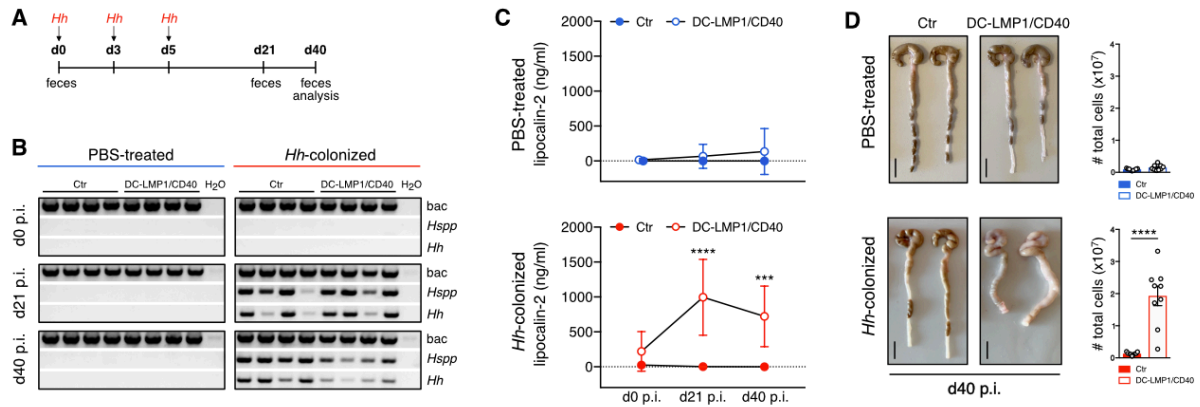 A
Hh Hh Hh
d0 d3 d5 d21 d40
feces feces feces
analysis
B
PBS-treated Hh-colonized
Ctr DC-LMP1/CD40 H2O Ctr DC-LMP1/CD40 H2O
d0 p.i.
bac
Hspp
Hh
d21 p.i.
bac
Hspp
Hh
d40 p.i.
bac
Hspp
Hh
C
Ctr DC-LMP1/CD40
PBS-treated
lipocalin-2 (ng/ml)
2000
1500
1000
500
0
Ctr DC-LMP1/CD40
Hh-colonized
lipocalin-2 (ng/ml)
2000
1500
1000
500
0
**** ***
d0 p.i. d21 p.i. d40 p.i.
D
Ctr DC-LMP1/CD40
PBS-treated
# total cells (x107)
4
2
0
Ctr
DC-LMP1/CD40
Hh-colonized
d40 p.i.
# total cells (x107)
****
4
3
2
1
0
Ctr
DC-LMP1/CD40